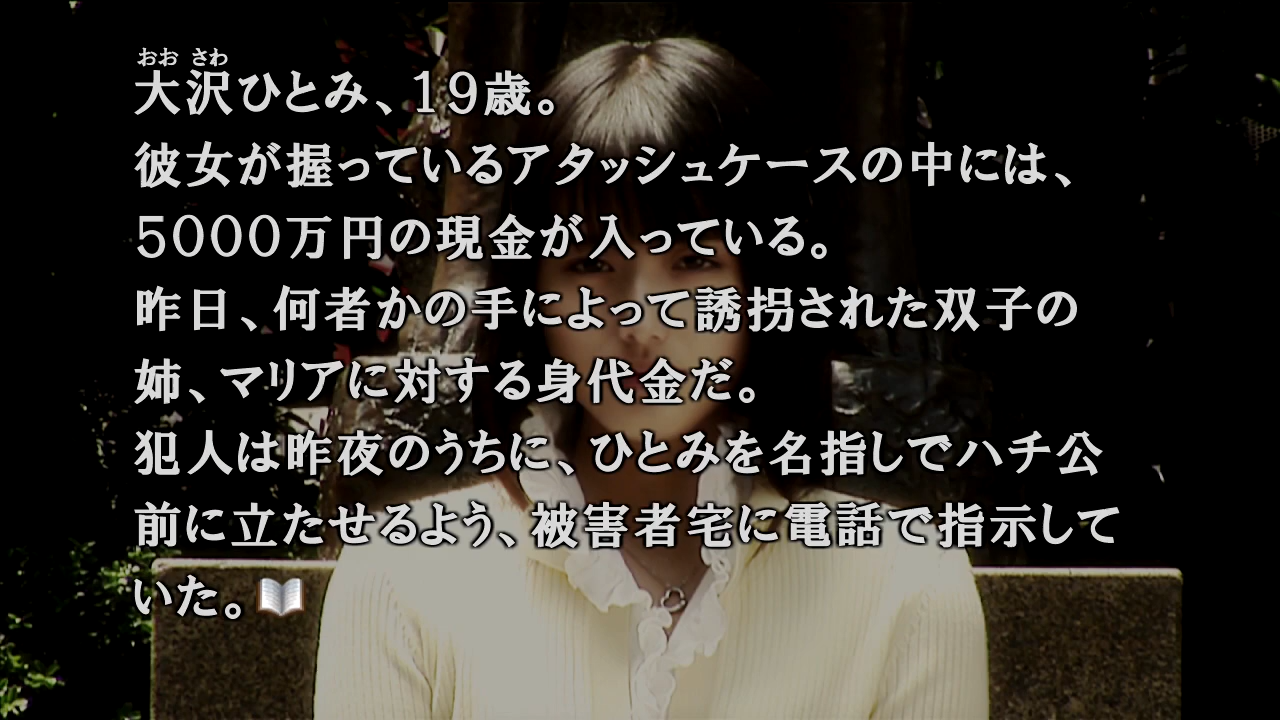 おお さわ
大沢ひとみ、19歳。
彼女が握っているアタッシュケースの中には、
5000万円の現金が入っている。
昨日、何者かの手によって誘拐された双子の
姉、マリアに対する身代金だ。
犯人は昨夜のうちに、ひとみを名指しでハチ公
前に立たせるよう、被害者宅に電話で指示して
いた。